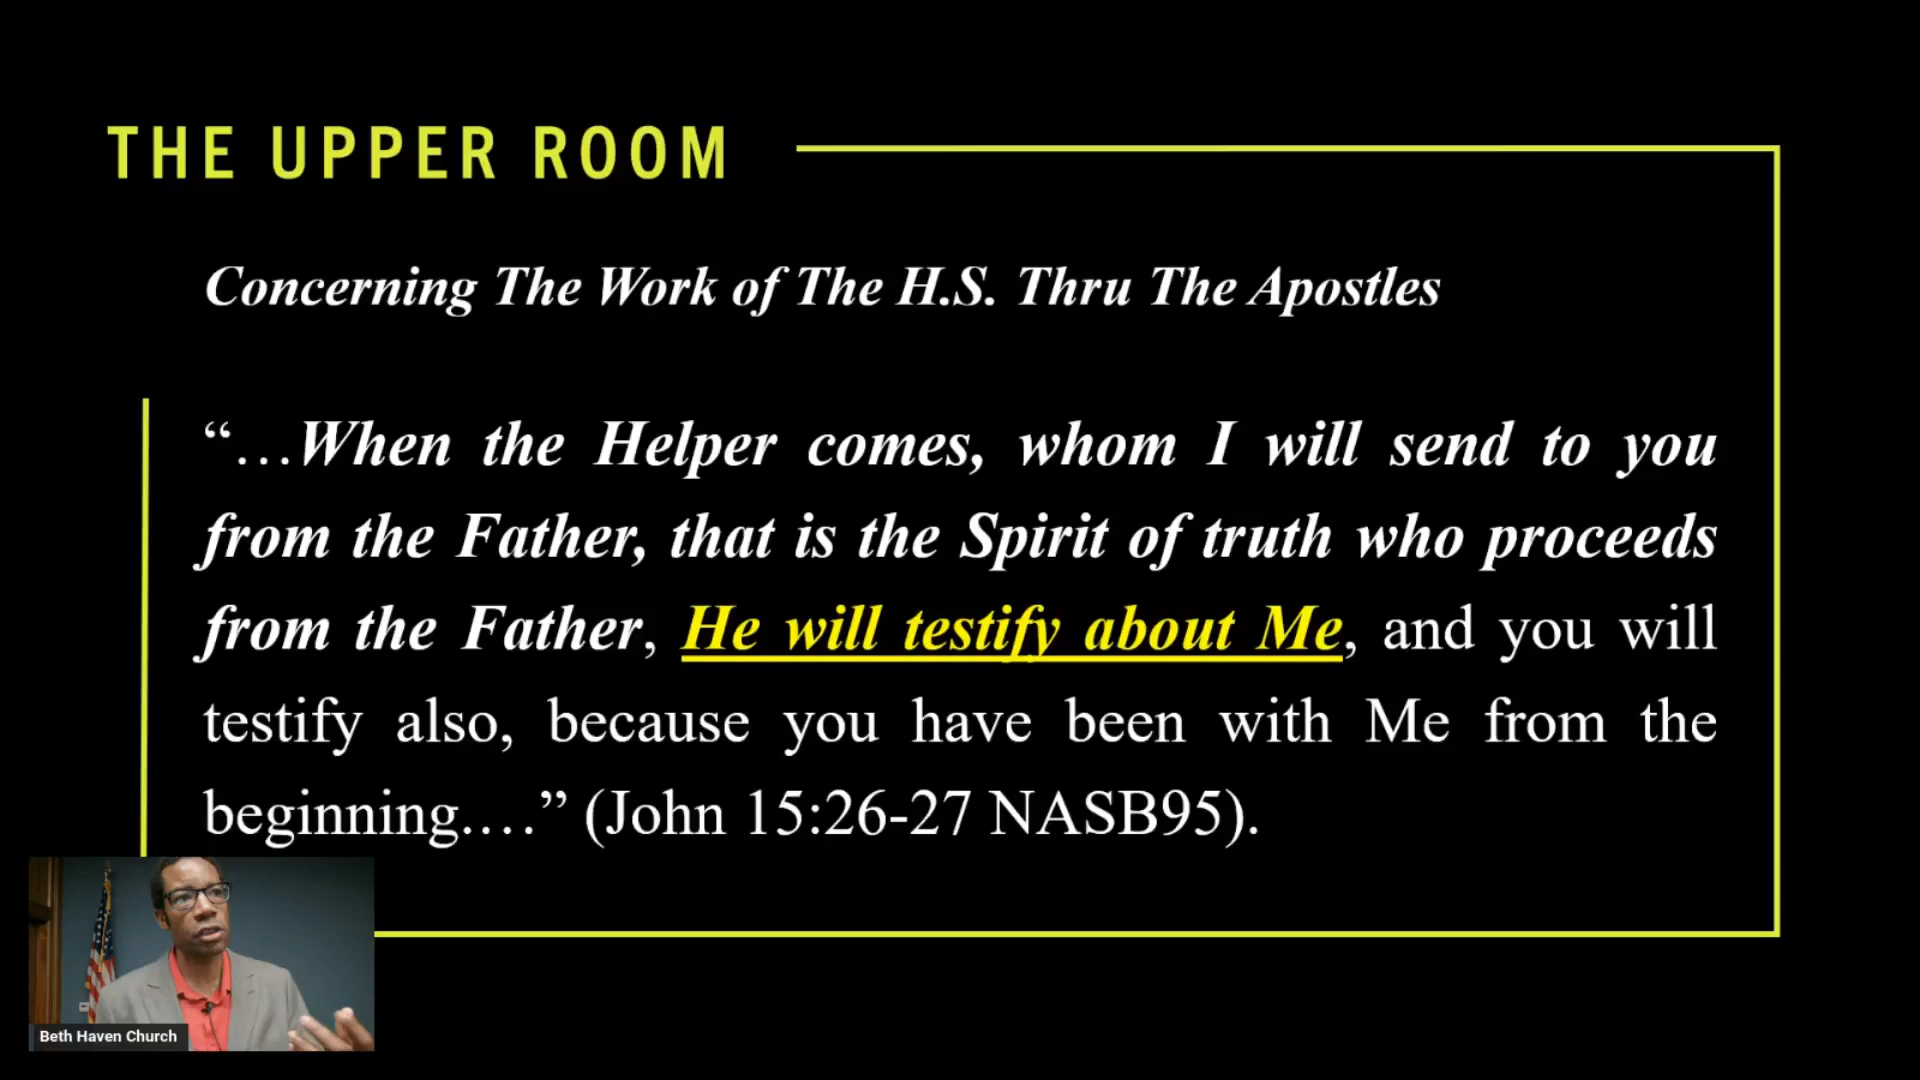 THE UPPER ROOM
Concerning The Work of The H.S. Thru The Apostles
“…When the Helper comes, whom I will send to you
from the Father, that is the Spirit of truth who proceeds
from the Father, He will testify about Me, and you will
testify also, because you have been with Me from the
beginning.…” (John 15:26-27 NASB95).
Beth Haven Church